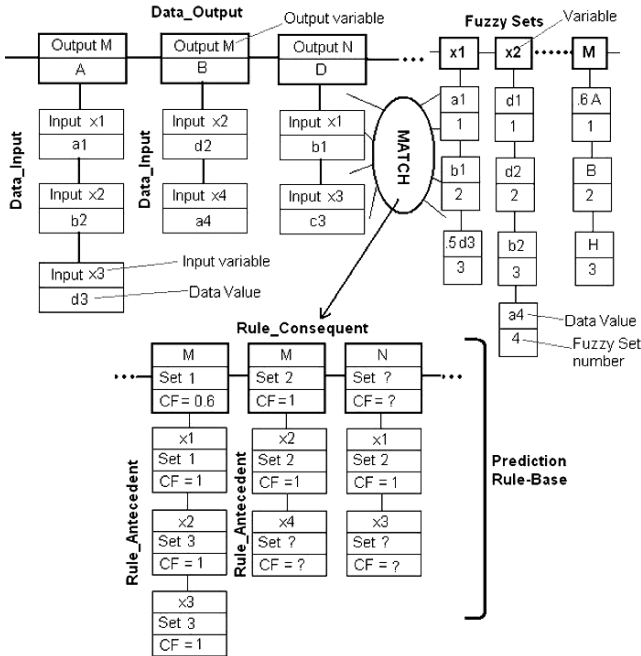 Data_Output
Output variable
Fuzzy Sets
Variable
Output M
Output M
Output N
A
B
D
...
x1
x2
......
M
Data_Input
Input x1
a1
Input x2
b2
Input x3
d3
Input variable
Data Value
Data_Input
Input x2
d2
Input x4
a4
Input x1
b1
Input x3
c3
MATCH
a1
1
b1
2
.5 d3
3
d1
1
d2
2
b2
3
a4
4
Data Value
Fuzzy Set
number
.6 A
1
B
2
H
3
Rule_Consequent
...
M
Set 1
CF= 0.6
M
Set 2
CF= 1
N
Set ?
CF= ?
...
Rule_Antecedent
x1
Set 1
CF= 1
x2
Set 3
CF= 1
x3
Set 3
CF= 1
Rule_Antecedent
x2
Set 2
CF=1
x4
Set ?
CF= ?
x1
Set 2
CF= 1
x3
Set ?
CF= ?
Prediction
Rule-Base